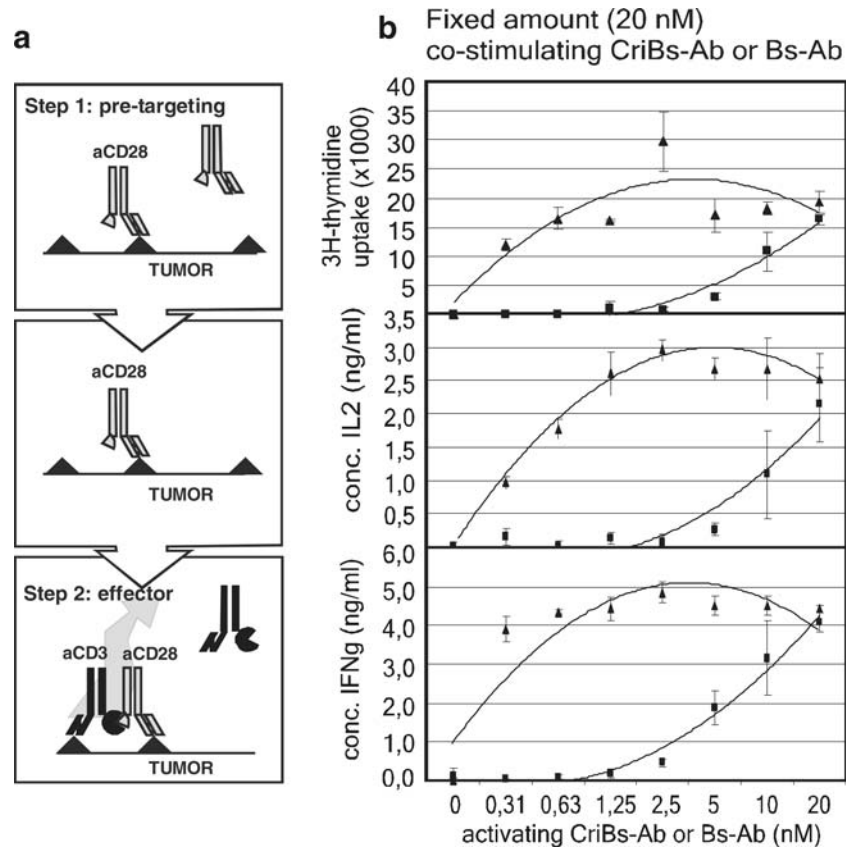 a
Step 1: pre-targeting
aCD28
TUMOR
aCD28
TUMOR
Step 2: effector
aCD3 aCD28
TUMOR
b
Fixed amount (20 nM)
co-stimulating CriBs-Ab or Bs-Ab
3H-thymidine
uptake (x1000)
40
35
30
25
20
15
10
5
conc. IL2 (ng/ml)
3,5
3,0
2,5
2,0
1,5
1,0
0,5
conc. IFNg (ng/ml)
6,0
5,0
4,0
3,0
2,0
1,0
0,0
0 0,31 0,63 1,25 2,5 5 10 20
activating CriBs-Ab or Bs-Ab (nM)